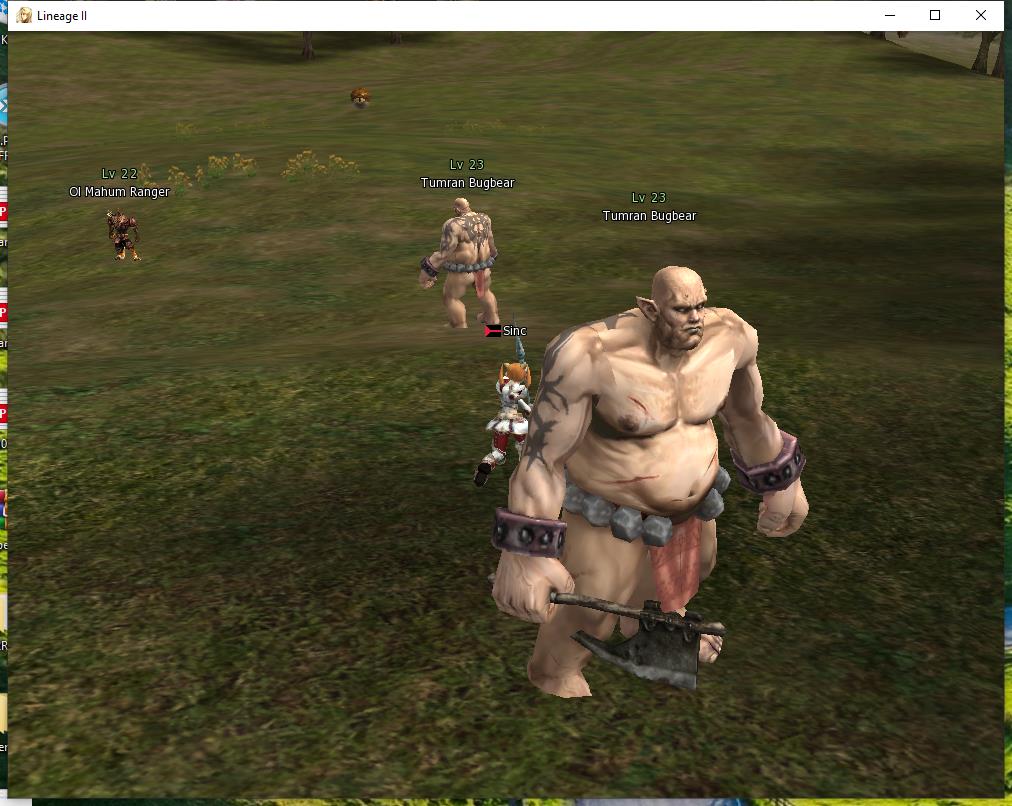 Lineage II
Lv 23
Tumran Bugbear
Lv 22
Ol Mahum Ranger
Lv 23
Tumran Bugbear
Sinc